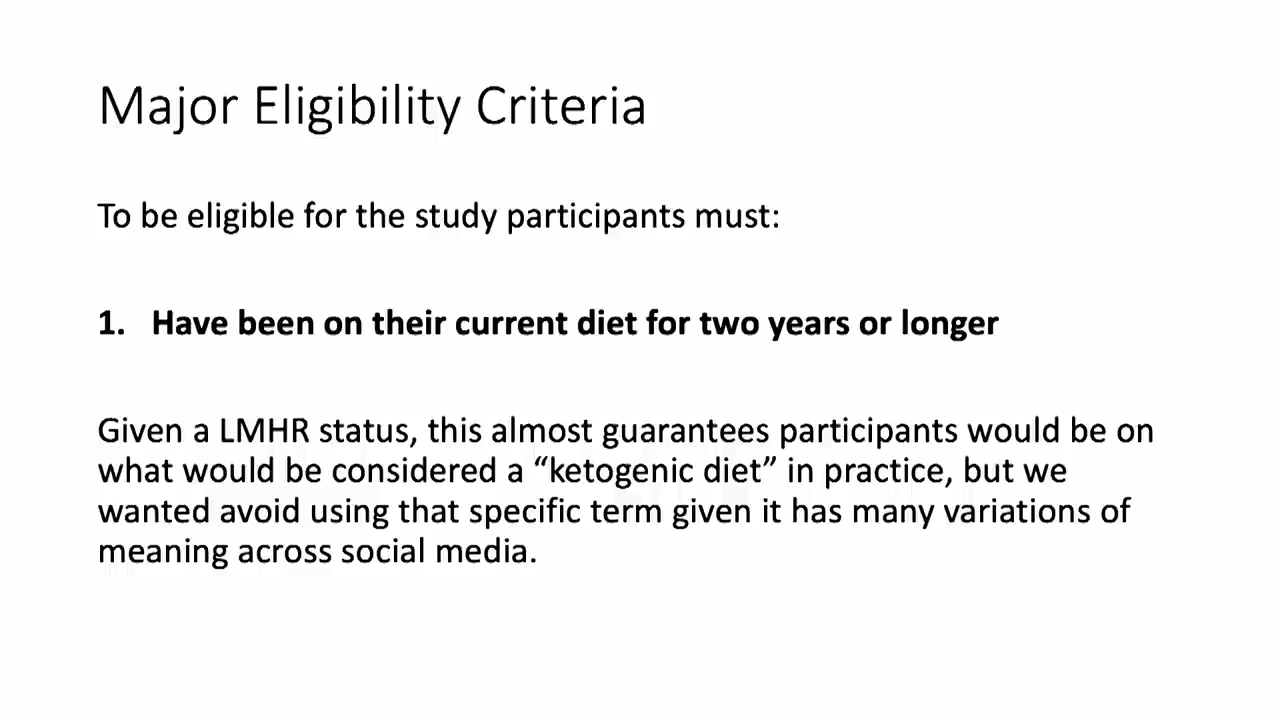 Major Eligibility Criteria
To be eligible for the study participants must:
1. Have been on their current diet for two years or longer
Given a LMHR status, this almost guarantees participants would be on
what would be considered a “ketogenic diet” in practice, but we
wanted avoid using that specific term given it has many variations of
meaning across social media.